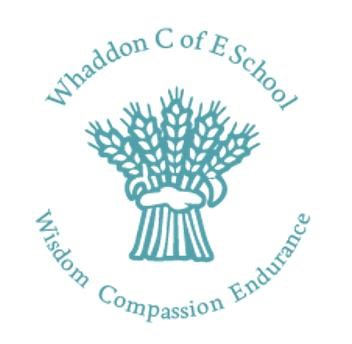 Whaddon C of E School
Wisdom Compassion Endurance